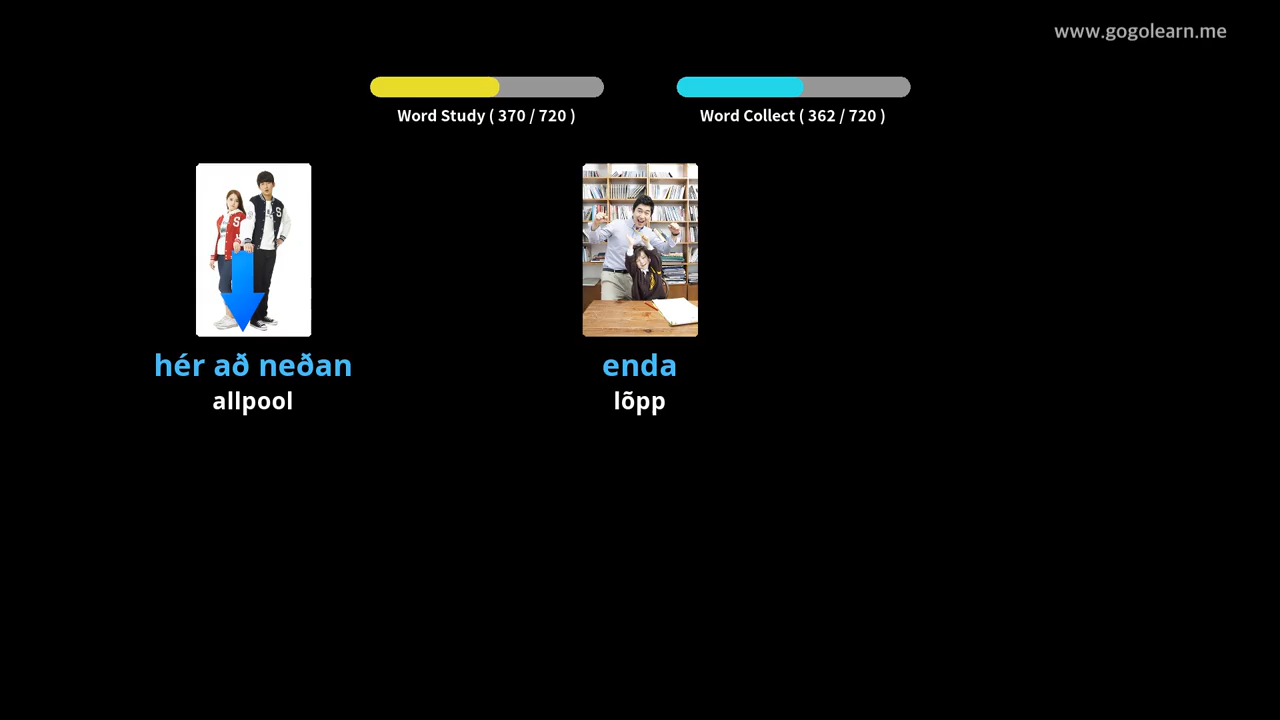 www.gogolearn.me
Word Study ( 370 / 720 )
Word Collect ( 362 / 720 )
S
S
hér að neðan
allpool
enda
lõpp